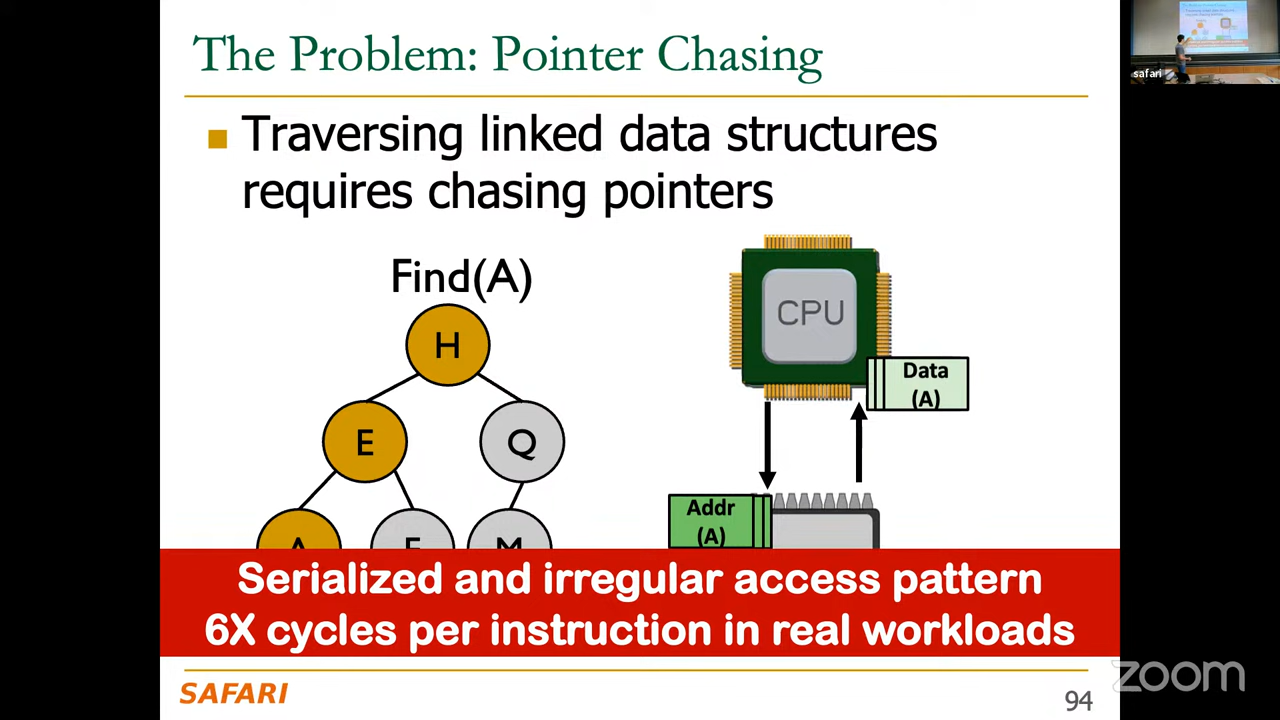 The Problem: Pointer Chasing
Traversing linked data structures
requires chasing pointers
Find(A)
H
E
Q
CPU
Data
(A)
Addr
(A)
Serialized and irregular access pattern
6X cycles per instruction in real workloads
SAFARI
94
zoom
safari